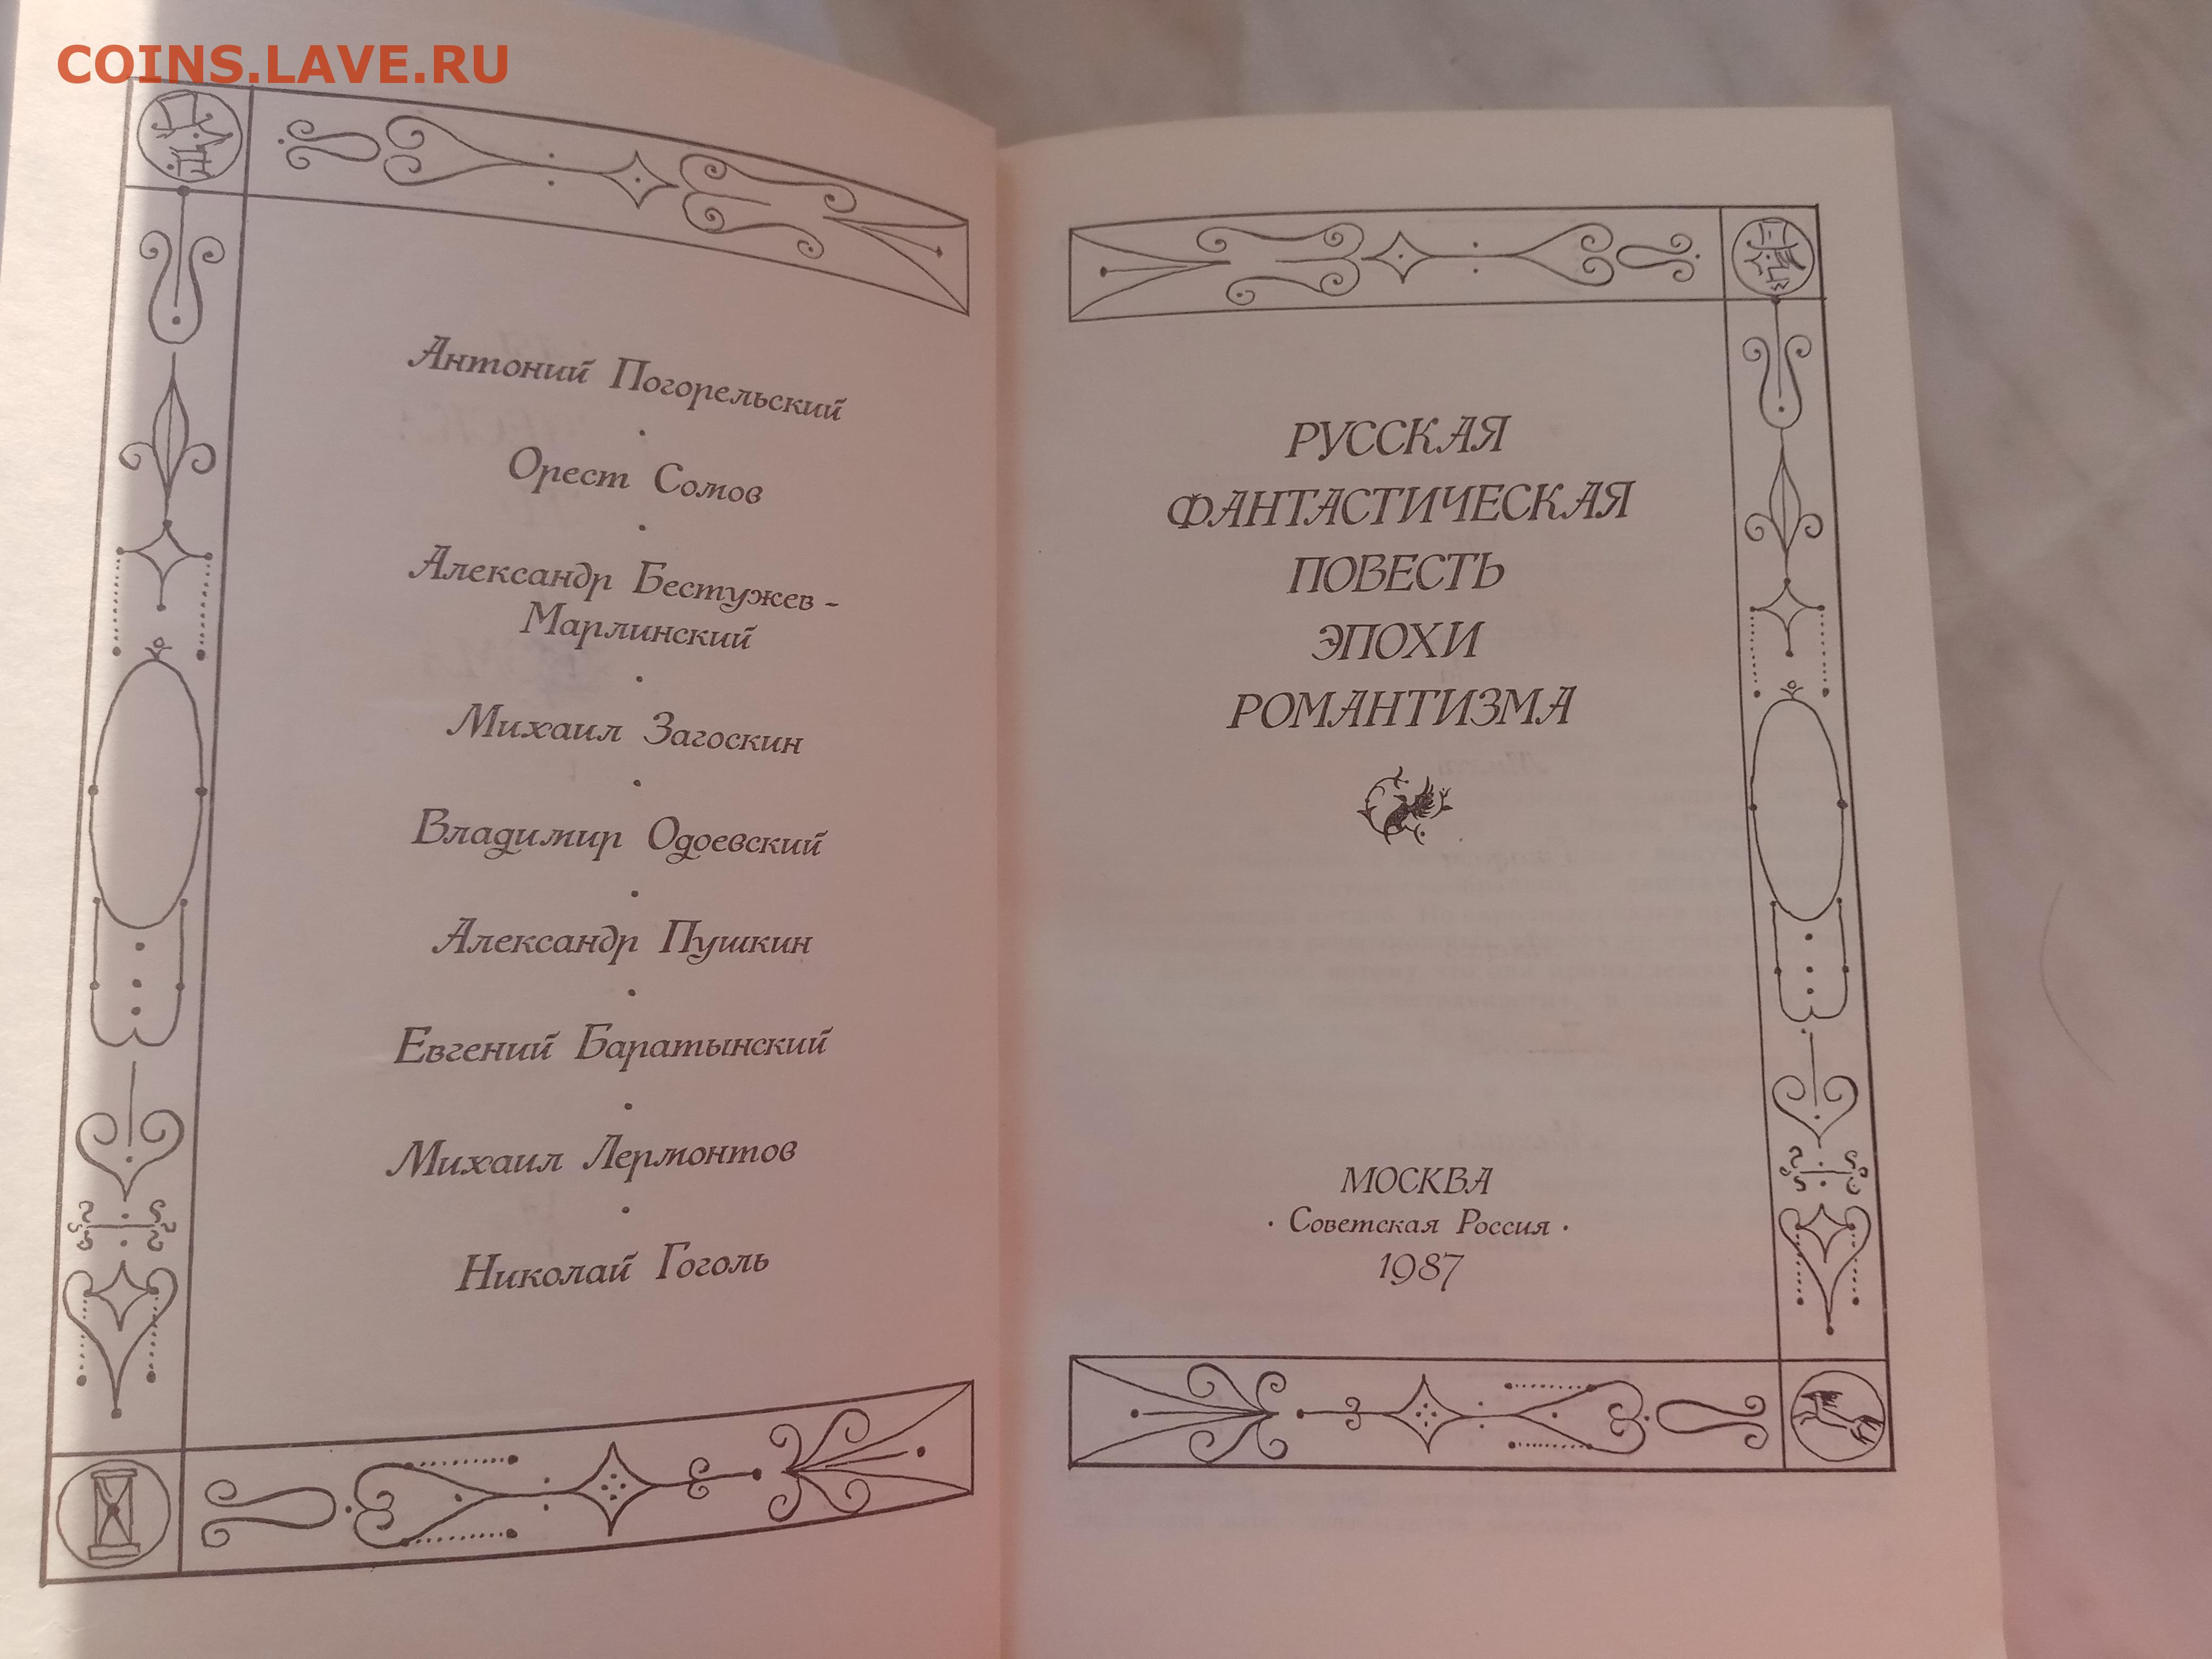 COINS.LAVE.RU
Антоний Погорельский
Орест Сомов
Александр Бестужев-
Марлинский
Михаил Загоскин
Владимир Одоевский
Александр Пушкин
Евгений Баратынский
Михаил Лермонтов
Николай Гоголь
РУССКАЯ
ФАНТАСТИЧЕСКАЯ
ПОВЕСТЬ
ЭПОХИ
РОМАНТИЗМА
МОСКВА
· Советская Россия ·
1987